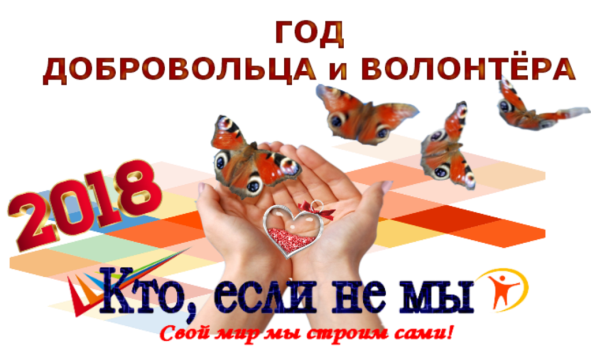 ГОД
ДОБРОВОЛЬЦА и ВОЛОНТЁРА
2018
Кто, если не мы
Свой мир мы строим сами!